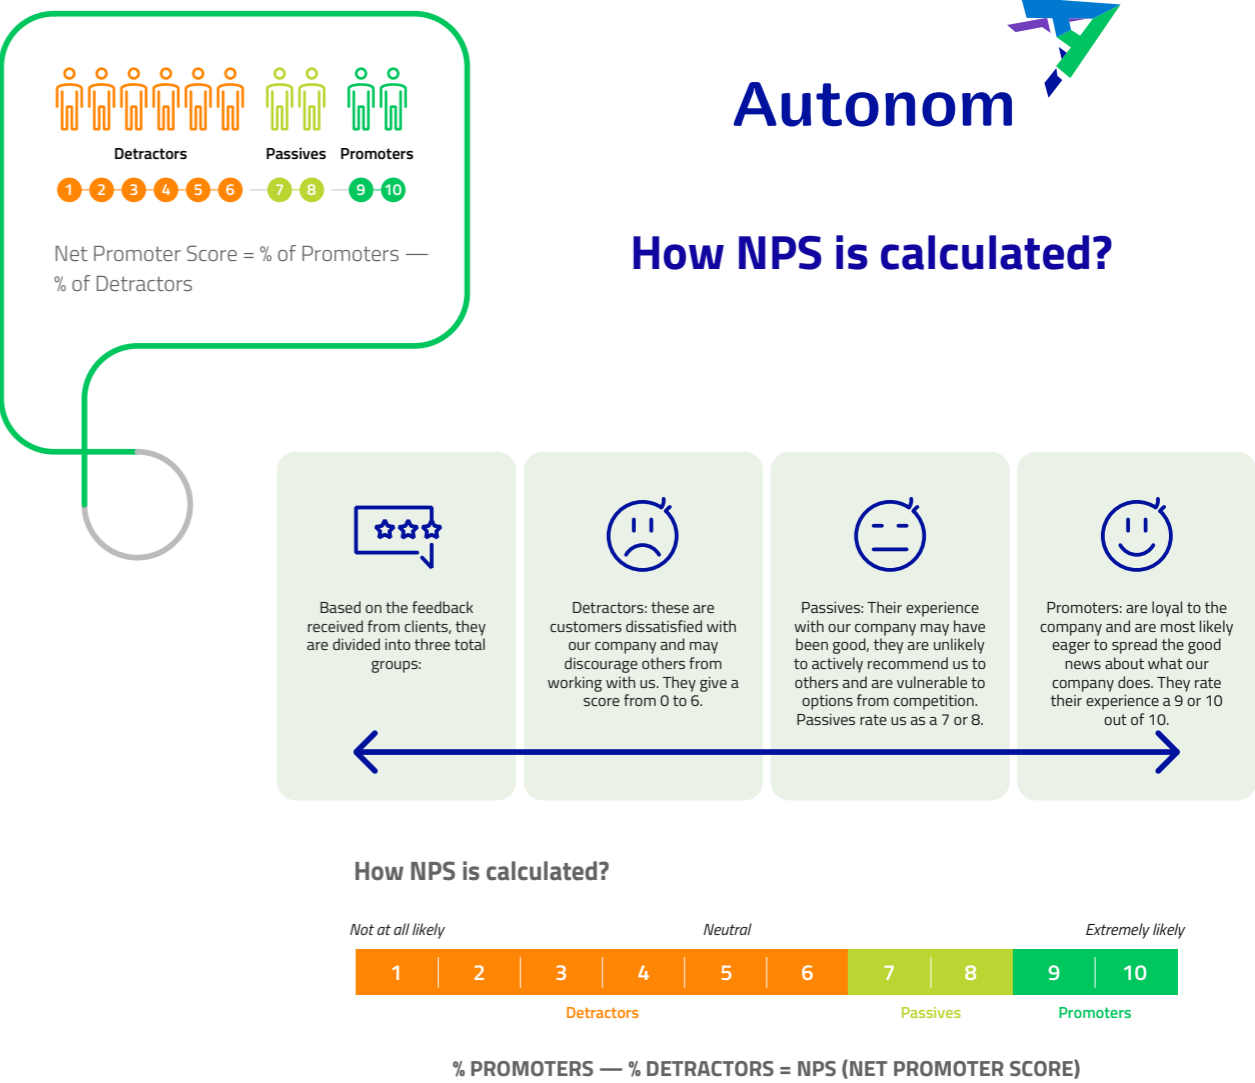 Detractors Passives Promoters
1 2 3 4 5 6 7 8 9 10
Net Promoter Score = % of Promoters —
% of Detractors
Autonom
How NPS is calculated?
Based on the feedback
received from clients, they
are divided into three total
groups:
Detractors: these are
customers dissatisfied with
our company and may
discourage others from
working with us. They give a
score from 0 to 6.
Passives: Their experience
with our company may have
been good, they are unlikely
to actively recommend us to
others and are vulnerable to
options from competition.
Passives rate us as a 7 or 8.
Promoters: are loyal to the
company and are most likely
eager to spread the good
news about what our
company does. They rate
their experience a 9 or 10
out of 10.
How NPS is calculated?
Not at all likely Neutral Extremely likely
1 2 3 4 5 6 7 8 9 10
Detractors Passives Promoters
% PROMOTERS — % DETRACTORS = NPS (NET PROMOTER SCORE)